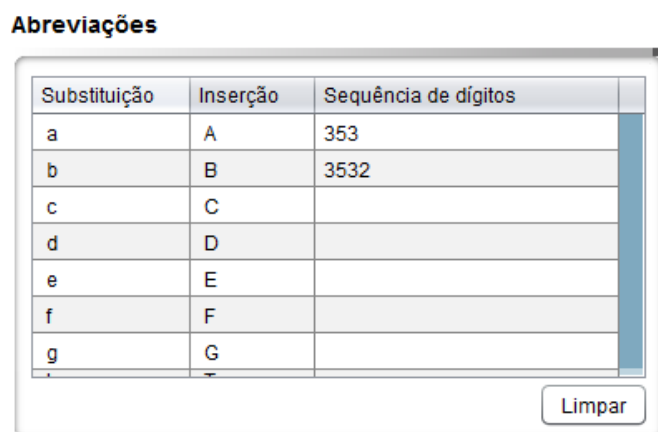 Abreviações
Substituição Inserção Sequência de dígitos
a A 353
b B 3532
c C
d D
e E
f F
g G
Limpar